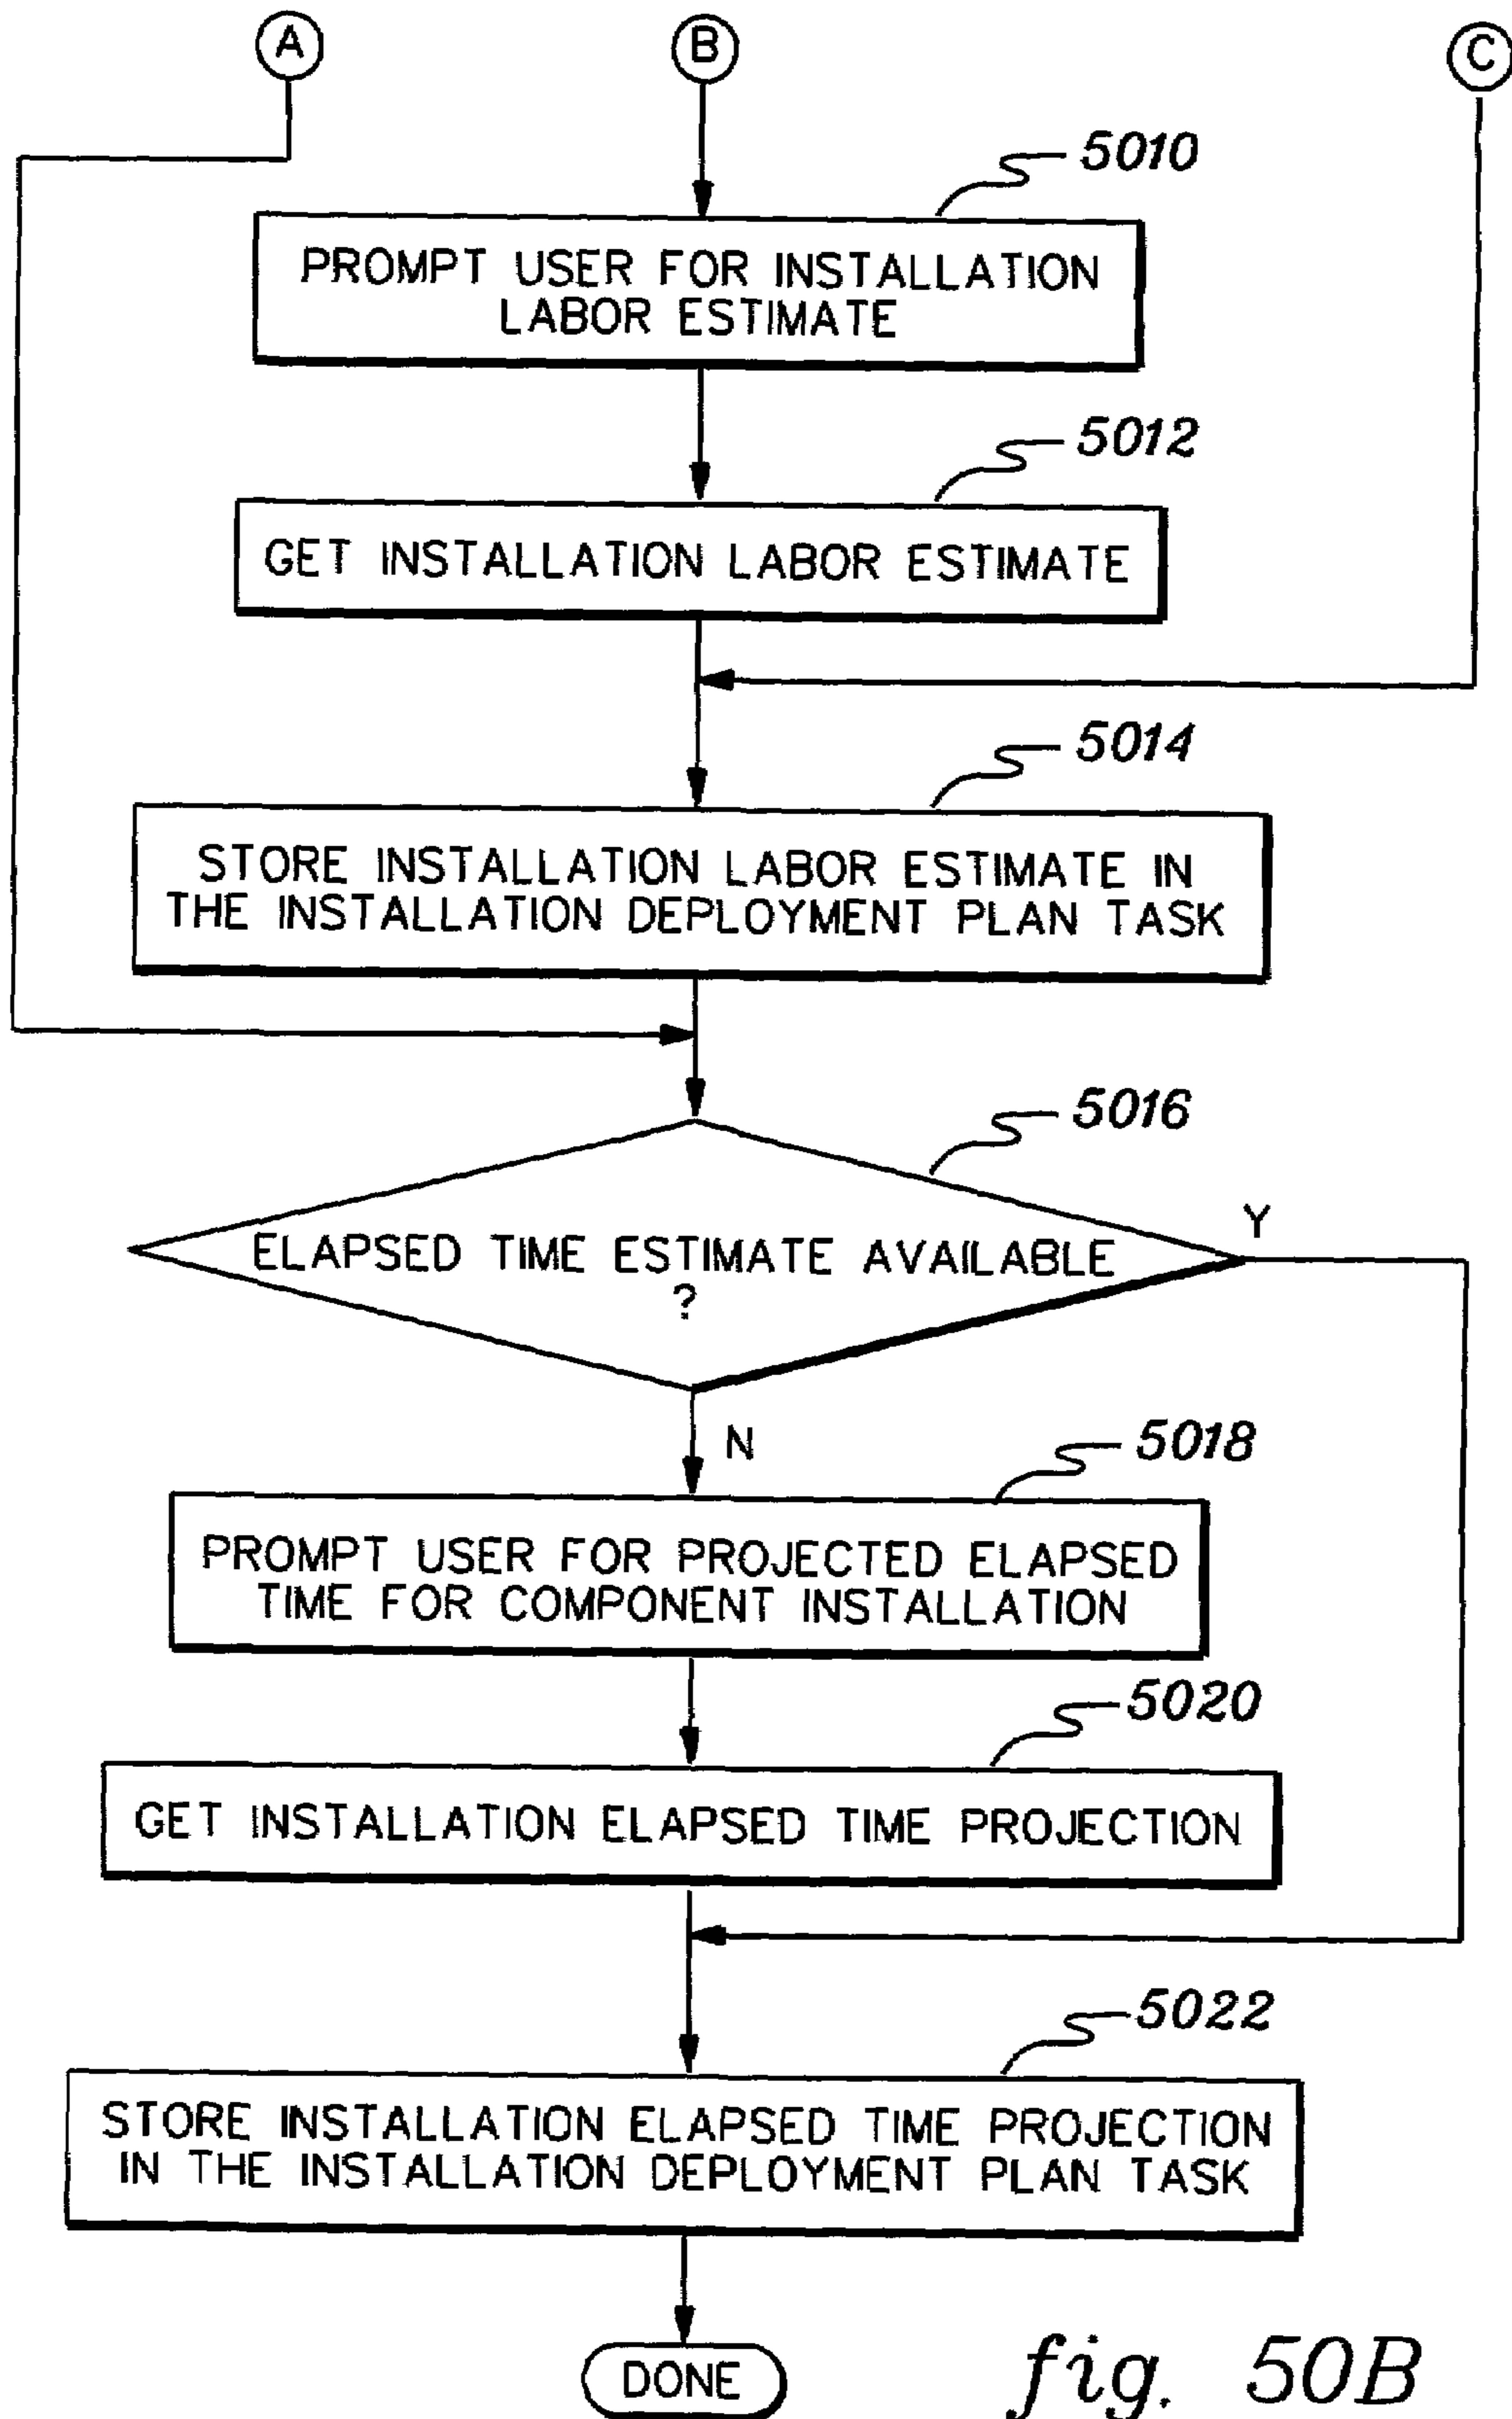 A
B
C
5010
PROMPT USER FOR INSTALLATION
LABOR ESTIMATE
5012
GET INSTALLATION LABOR ESTIMATE
5014
STORE INSTALLATION LABOR ESTIMATE IN
THE INSTALLATION DEPLOYMENT PLAN TASK
5016
Y
ELAPSED TIME ESTIMATE AVAILABLE
?
N
5018
PROMPT USER FOR PROJECTED ELAPSED
TIME FOR COMPONENT INSTALLATION
5020
GET INSTALLATION ELAPSED TIME PROJECTION
5022
STORE INSTALLATION ELAPSED TIME PROJECTION
IN THE INSTALLATION DEPLOYMENT PLAN TASK
DONE
fig. 50B